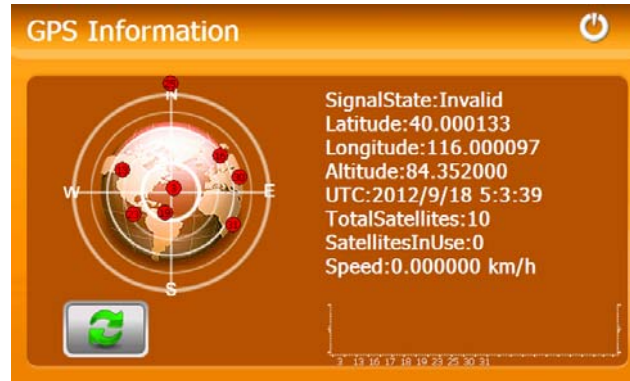 GPS Information
N
W
E
S
SignalState:Invalid
Latitude:40.000133
Longitude:116.000097
Altitude:84.352000
UTC:2012/9/18 5:3:39
TotalSatellites:10
SatellitesInUse:0
Speed:0.000000 km/h
3 13 16 17 18 19 23 25 30 31